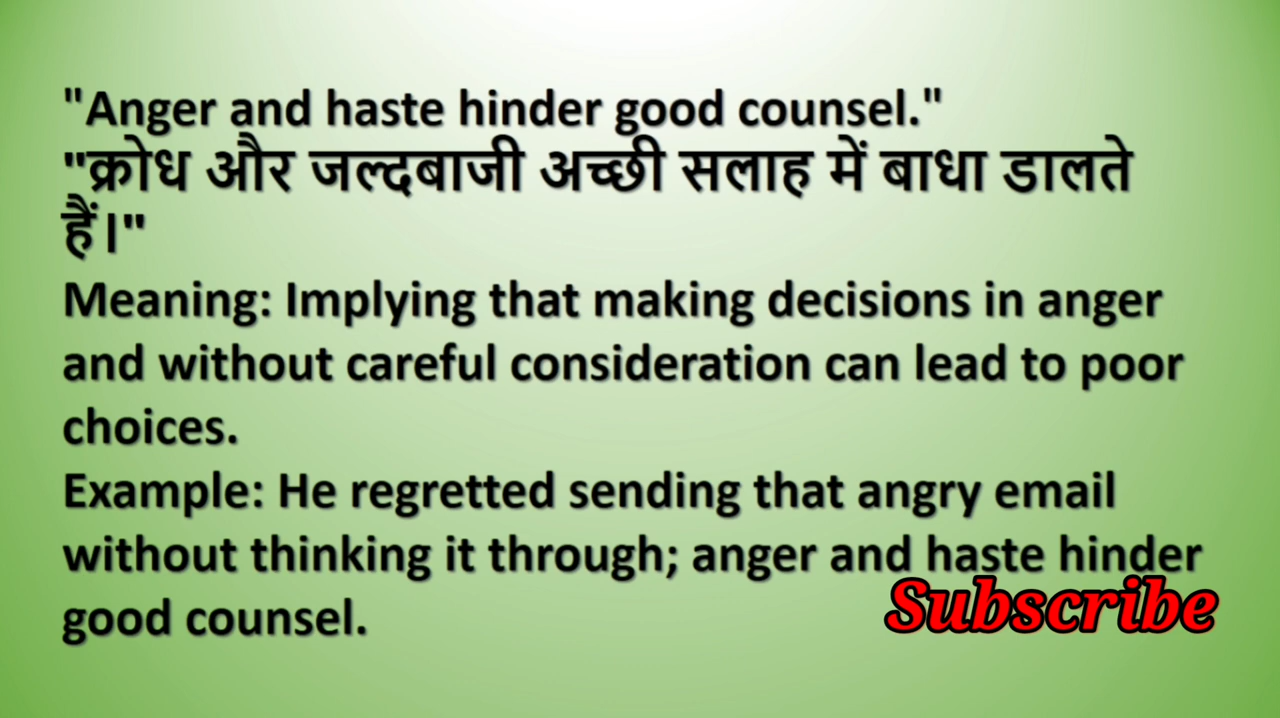 "Anger and haste hinder good counsel."
"क्रोध और जल्दबाजी अच्छी सलाह में बाधा डालते
हैं।"
Meaning: Implying that making decisions in anger
and without careful consideration can lead to poor
choices.
Example: He regretted sending that angry email
without thinking it through; anger and haste hinder
good counsel.
Subscribe